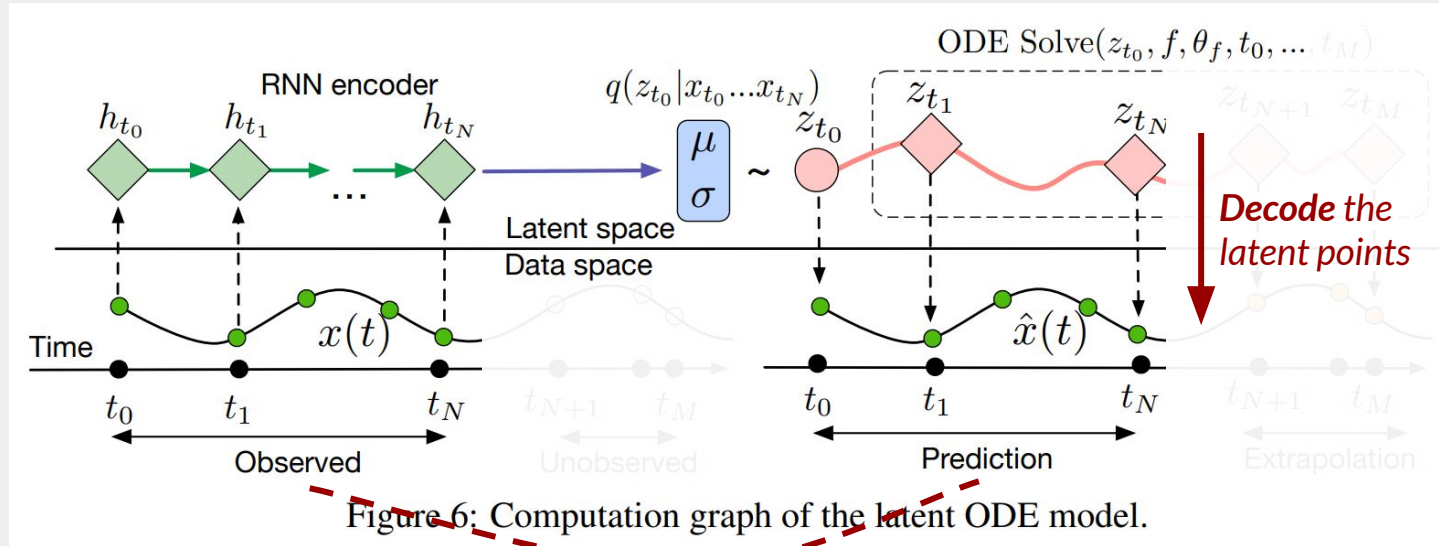 ODE Solve(z_{t_0}, f, θ_f, t_0, ..., t_M)
RNN encoder
q(z_{t_0}|x_{t_0}...x_{t_N})
h_{t_0} h_{t_1} h_{t_N}
...
μ
σ
~
z_{t_0} z_{t_1} z_{t_N} z_{t_{N+1}} z_{t_M}
Decode the
latent points
Latent space
Data space
x(t)
x̂(t)
Time
t_0 t_1 t_N t_{N+1} t_M
t_0 t_1 t_N t_{N+1} t_M
Observed Unobserved Prediction Extrapolation
Figure 6: Computation graph of the latent ODE model.